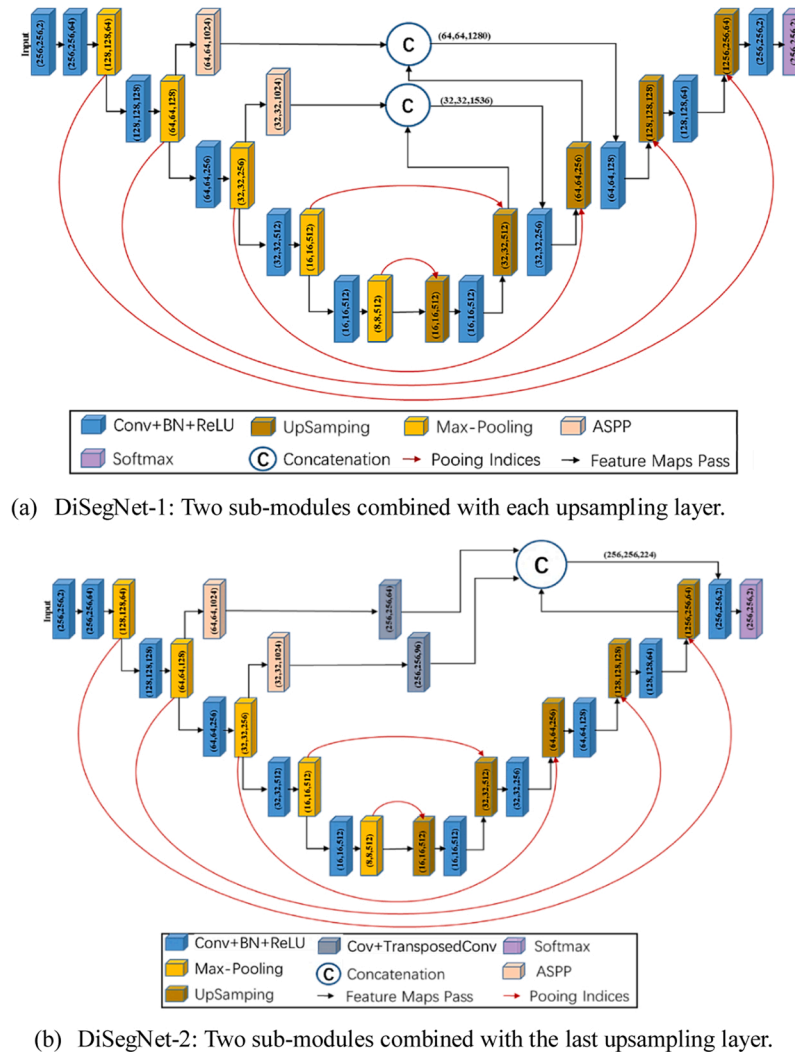 Input
(256,256,2)
(256,256,64)
(128,128,64)
(128,128,128)
(64,64,128)
(64,64,1024)
(64,64,256)
(32,32,256)
(32,32,1024)
(32,32,512)
(16,16,512)
(16,16,512)
(8,8,512)
(16,16,512)
(16,16,512)
(32,32,512)
(32,32,256)
(64,64,256)
(64,64,128)
(128,128,128)
(128,128,64)
(1256,256,64)
(256,256,2)
(256,256,2)
C
(64,64,1280)
C
(32,32,1536)
Conv+BN+ReLU
UpSamping
Max-Pooling
ASPP
Softmax
C Concatenation
Pooing Indices
Feature Maps Pass
(a) DiSegNet-1: Two sub-modules combined with each upsampling layer.
Input
(256,256,2)
(256,256,64)
(128,128,64)
(128,128,128)
(64,64,128)
(64,64,1024)
(64,64,256)
(32,32,256)
(32,32,1024)
(32,32,512)
(16,16,512)
(16,16,512)
(8,8,512)
(16,16,512)
(16,16,512)
(32,32,512)
(32,32,256)
(64,64,256)
(64,64,128)
(128,128,128)
(128,128,64)
(1256,256,64)
(256,256,2)
(256,256,2)
(256,256,64)
(256,256,96)
C
(256,256,224)
Conv+BN+ReLU
Cov+TransposedConv
Softmax
Max-Pooling
C Concatenation
ASPP
UpSamping
Feature Maps Pass
Pooing Indices
(b) DiSegNet-2: Two sub-modules combined with the last upsampling layer.